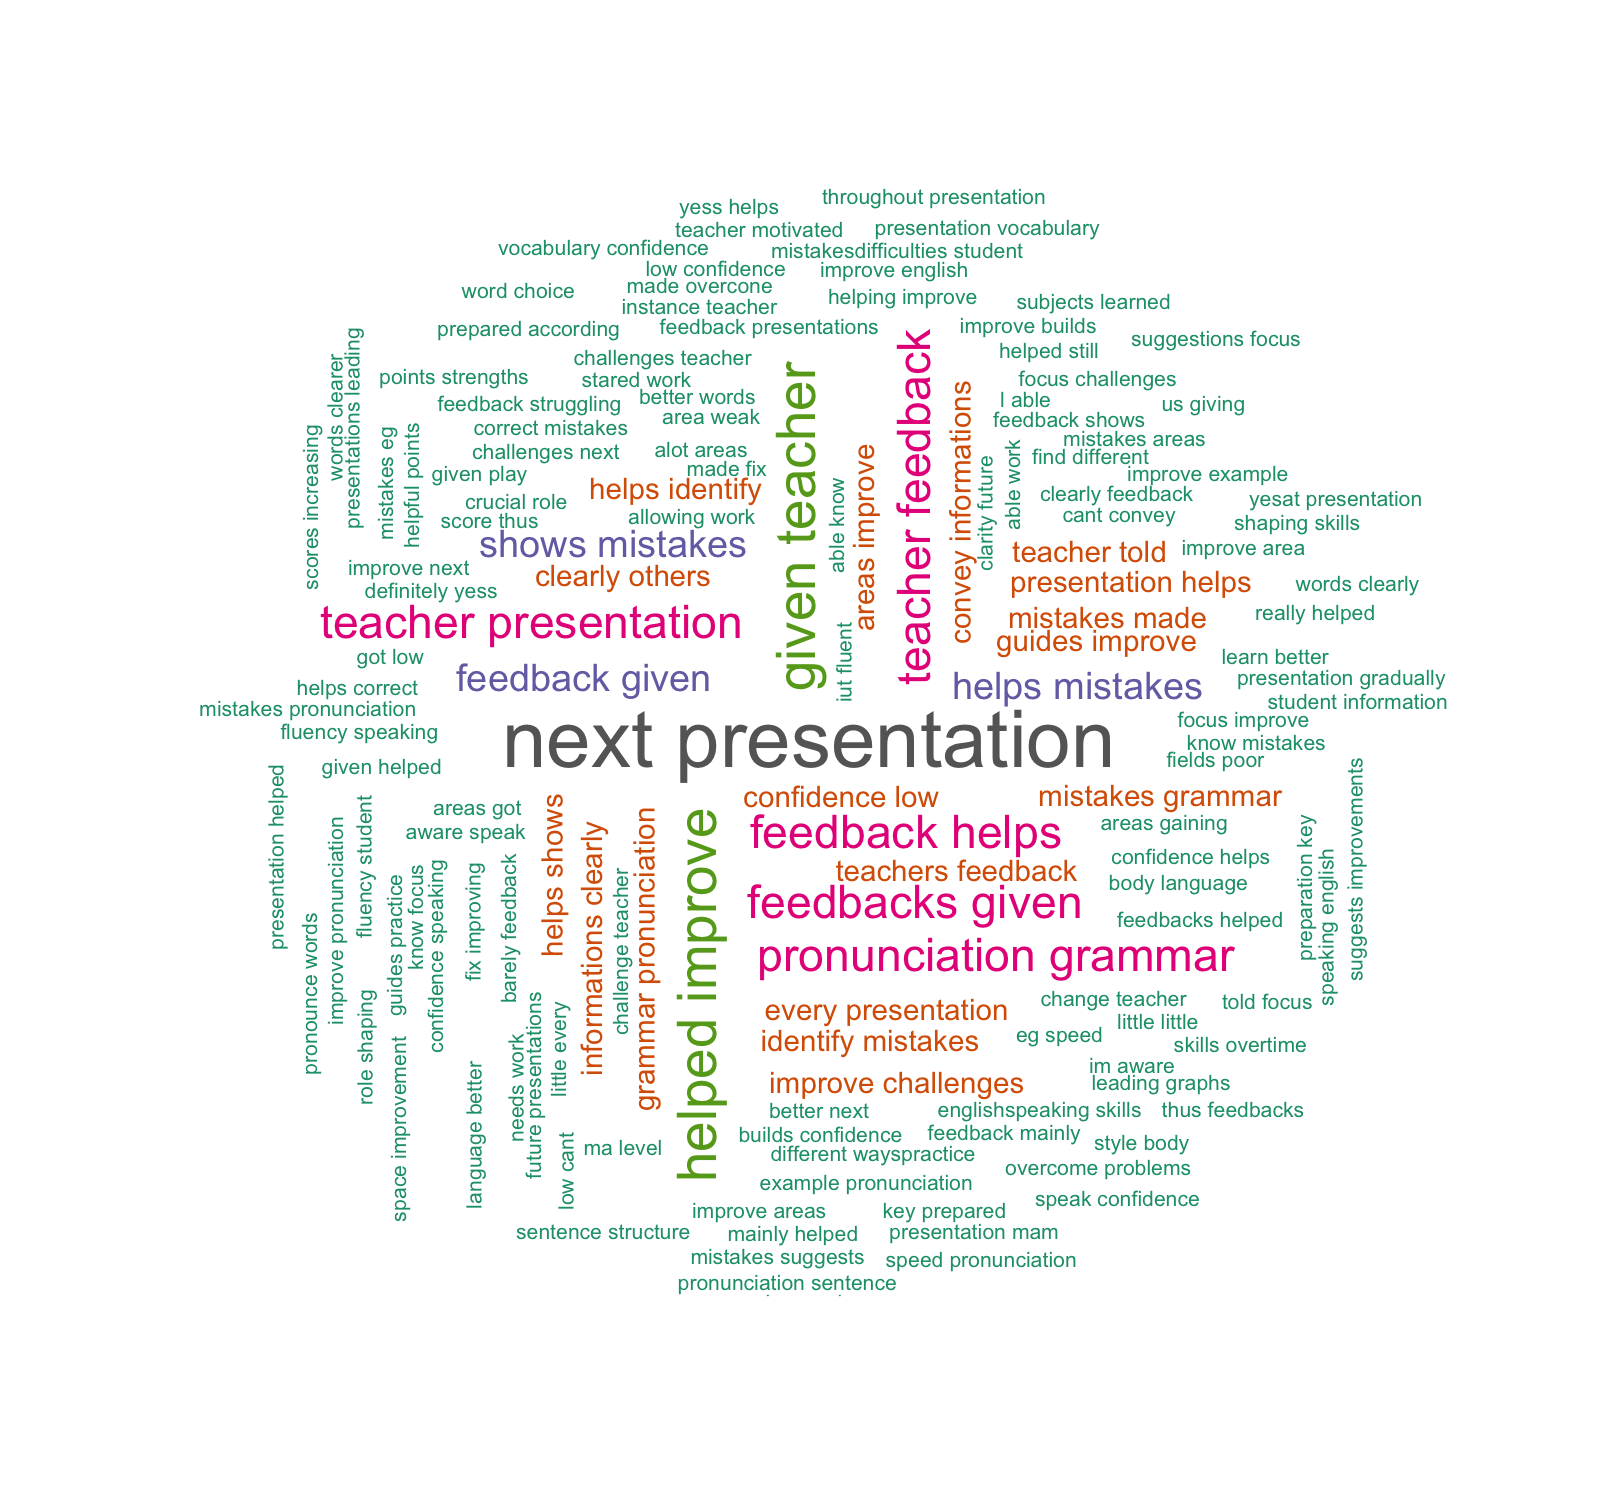 throughout presentation
yess helps
teacher motivated
presentation vocabulary
vocabulary confidence
mistakesdifficulties student
low confidence
improve english
word choice
made overcone
helping improve
instance teacher
subjects learned
prepared according
feedback presentations
improve builds
suggestions focus
helped still
challenges teacher
points strengths
stared work
focus challenges
better words
I able
us giving
feedback struggling
area weak
feedback shows
correct mistakes
mistakes areas
challenges next
alot areas
find different
made fix
given play
improve example
helps identify
clearly feedback
yesat presentation
crucial role
cant convey
score thus
allowing work
shaping skills
shows mistakes
teacher told
improve area
improve next
clearly others
presentation helps
words clearly
definitely yess
teacher presentation
mistakes made
really helped
guides improve
got low
learn better
feedback given
helps mistakes
presentation gradually
helps correct
student information
mistakes pronunciation
focus improve
fluency speaking
know mistakes
next presentation
fields poor
given helped
scores increasing
words clearer
presentations leading
mistakes eg
helpful points
given teacher
able know
areas improve
iut fluent
teacher feedback
convey informations
clarity future
able work
confidence low
mistakes grammar
areas got
feedback helps
areas gaining
aware speak
confidence helps
teachers feedback
body language
feedbacks given
feedbacks helped
pronunciation grammar
change teacher
told focus
every presentation
little little
eg speed
identify mistakes
skills overtime
im aware
improve challenges
leading graphs
better next
englishspeaking skills
thus feedbacks
builds confidence
feedback mainly
style body
ma level
different wayspractice
overcome problems
example pronunciation
speak confidence
improve areas
key prepared
sentence structure
mainly helped
presentation mam
mistakes suggests
speed pronunciation
pronunciation sentence
presentation helped
pronounce words
improve pronunciation
fluency student
role shaping
guides practice
space improvement
know focus
confidence speaking
fix improving
language better
barely feedback
needs work
future presentations
helps shows
little every
low cant
informations clearly
challenge teacher
grammar pronunciation
helped improve
preparation key
speaking english
suggests improvements